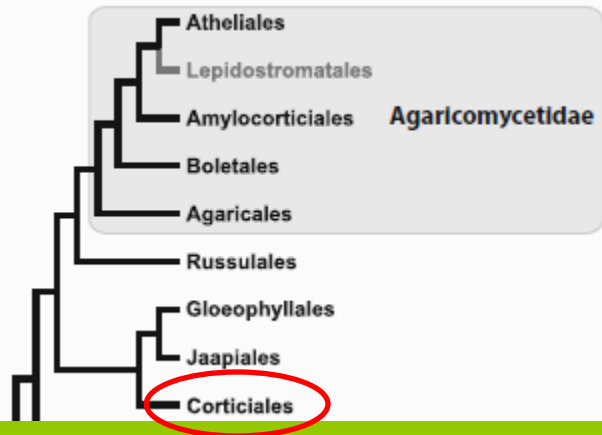 Atheliales
Lepidostromatales
Amylocorticiales Agaricomycetidae
Boletales
Agaricales
Russulales
Gloeophyllales
Jaapiales
Corticiales